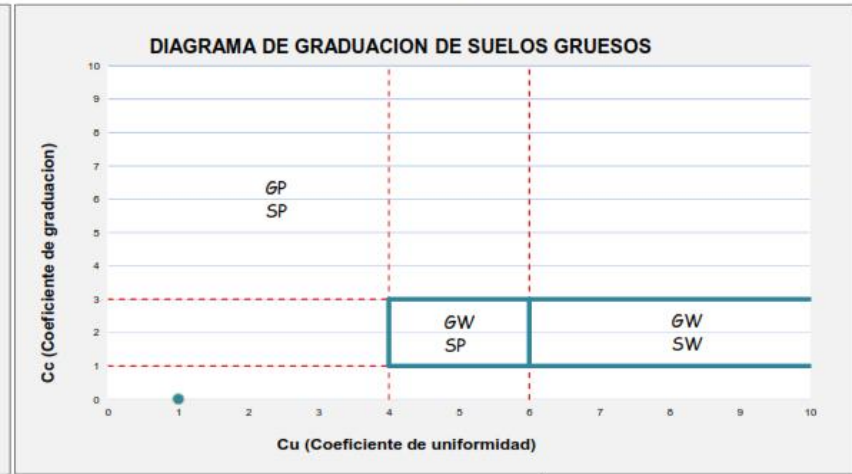 DIAGRAMA DE GRADUACION DE SUELOS GRUESOS
10
9
8
7
6
5
4
3
2
1
0
Cc (Coeficiente de graduacion)
GP
SP
GW
SP
GW
SW
0 1 2 3 4 5 6 7 8 9 10
Cu (Coeficiente de uniformidad)